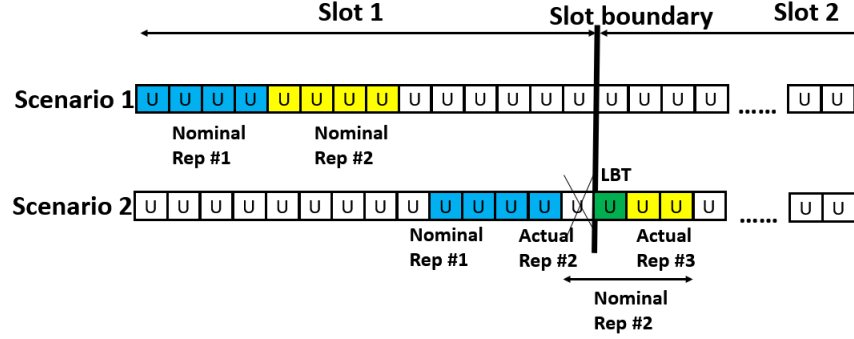 Slot 1 Slot boundary Slot 2
Scenario 1 U U U U U U U U U U U U U U U U U U ...... U U
Nominal Rep #1
Nominal Rep #2
LBT
Scenario 2 U U U U U U U U U U U U U U U U U U ...... U U
Nominal Rep #1
Actual Rep #2
Actual Rep #3
Nominal Rep #2